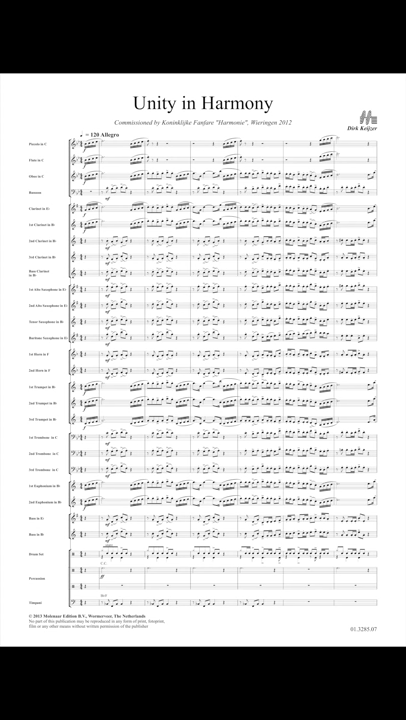 Unity in Harmony
Commissioned by Koninklijke Fanfare "Harmonie", Wieringen 2012
Dirk Keijzer
= 120 Allegro
Piccolo in C
Flute in C
Oboe in C
Bassoon
Clarinet in E♭
1st Clarinet in B♭
2nd Clarinet in B♭
3rd Clarinet in B♭
Bass Clarinet
in B♭
1st Alto Saxophone in E♭
2nd Alto Saxophone in E♭
Tenor Saxophone in B♭
Baritone Saxophone in E♭
1st Horn in F
2nd Horn in F
1st Trumpet in B♭
2nd Trumpet in B♭
3rd Trumpet in B♭
1st Trombone in C
2nd Trombone in C
3rd Trombone in C
1st Euphonium in B♭
2nd Euphonium in B♭
Bass in E♭
Bass in B♭
Drum Set
Percussion
Timpani
© 2013 Molenaar Edition B.V., Wormerveer, The Netherlands
No part of this publication may be reproduced in any form of print, fotoprint,
This or any other means without written permission of the publisher
01.3285.07